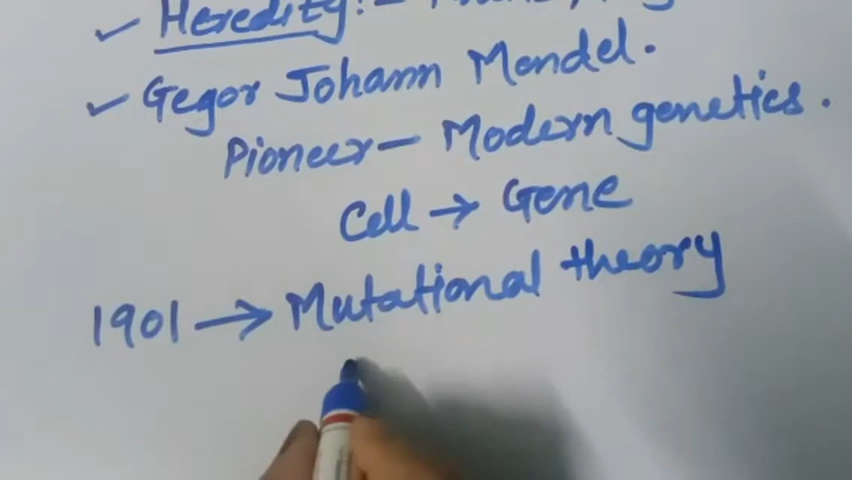 ✓ Heredity:-
✓ Gegor Johann Mendel.
Pioneer- Modern genetics.
Cell → Gene
1901 → Mutational theory